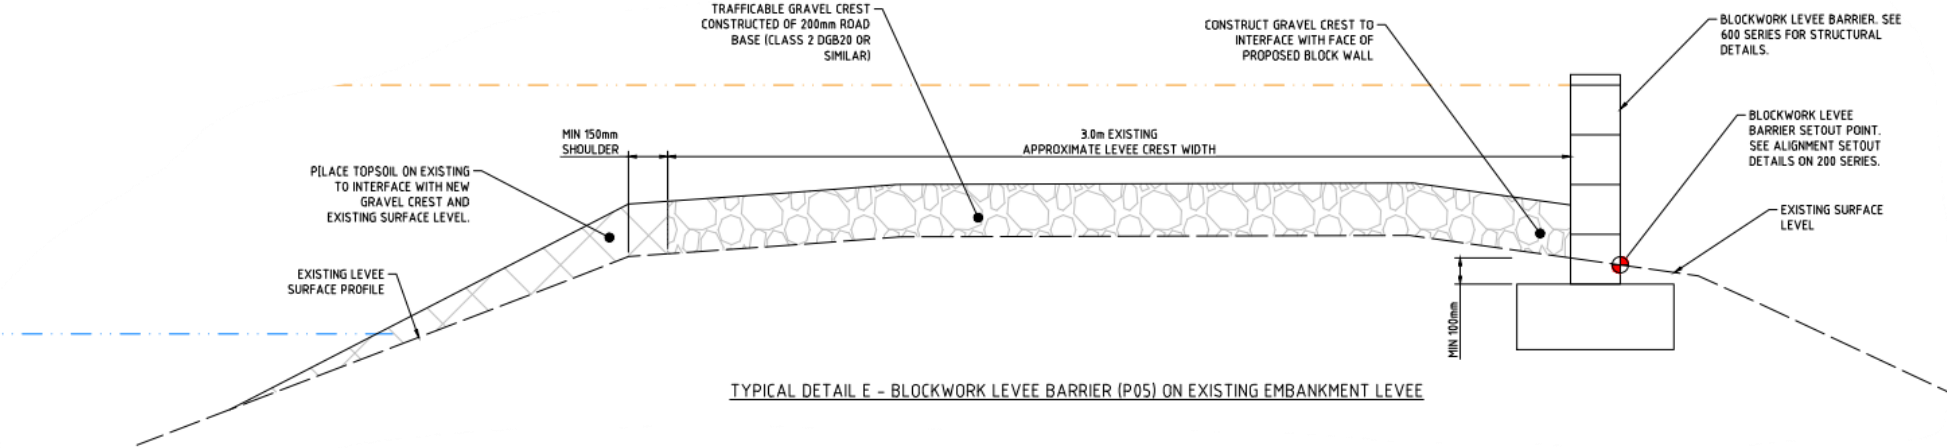 TRAFFICABLE GRAVEL CREST
CONSTRUCTED OF 200mm ROAD
BASE (CLASS 2 DGB20 OR
SIMILAR)
CONSTRUCT GRAVEL CREST TO
INTERFACE WITH FACE OF
PROPOSED BLOCK WALL
BLOCKWORK LEVEE BARRIER. SEE
600 SERIES FOR STRUCTURAL
DETAILS.
MIN 150mm
SHOULDER
3.0m EXISTING
APPROXIMATE LEVEE CREST WIDTH
BLOCKWORK LEVEE
BARRIER SETOUT POINT.
SEE ALIGNMENT SETOUT
DETAILS ON 200 SERIES.
P[LACE TOPSOIL ON EXISTING
TO INTERFACE WITH NEW
GRAVEL CREST AND
EXISTING SURFACE LEVEL.
EXISTING SURFACE
LEVEL
EXISTING LEVEE
SURFACE PROFILE
MIN 100mm
TYPICAL DETAIL E - BLOCKWORK LEVEE BARRIER (P05) ON EXISTING EMBANKMENT LEVEE